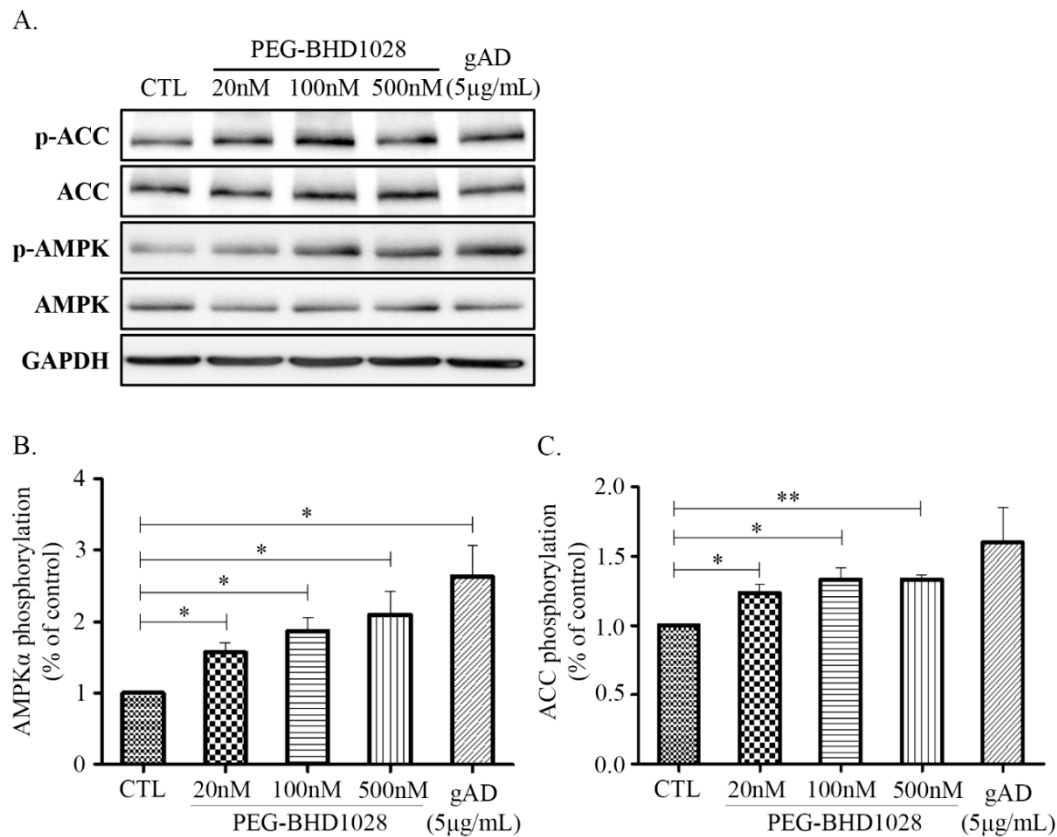 A.
PEG-BHD1028
gAD
CTL 20nM 100nM 500nM (5µg/mL)
p-ACC
ACC
p-AMPK
AMPK
GAPDH
B.
AMPKα phosphorylation
(% of control)
4
3
2
1
0
*
*
*
*
CTL 20nM 100nM 500nM gAD
PEG-BHD1028 (5µg/mL)
C.
ACC phosphorylation
(% of control)
2.0
1.5
1.0
0.5
0.0
**
*
*
CTL 20nM 100nM 500nM gAD
PEG-BHD1028 (5µg/mL)